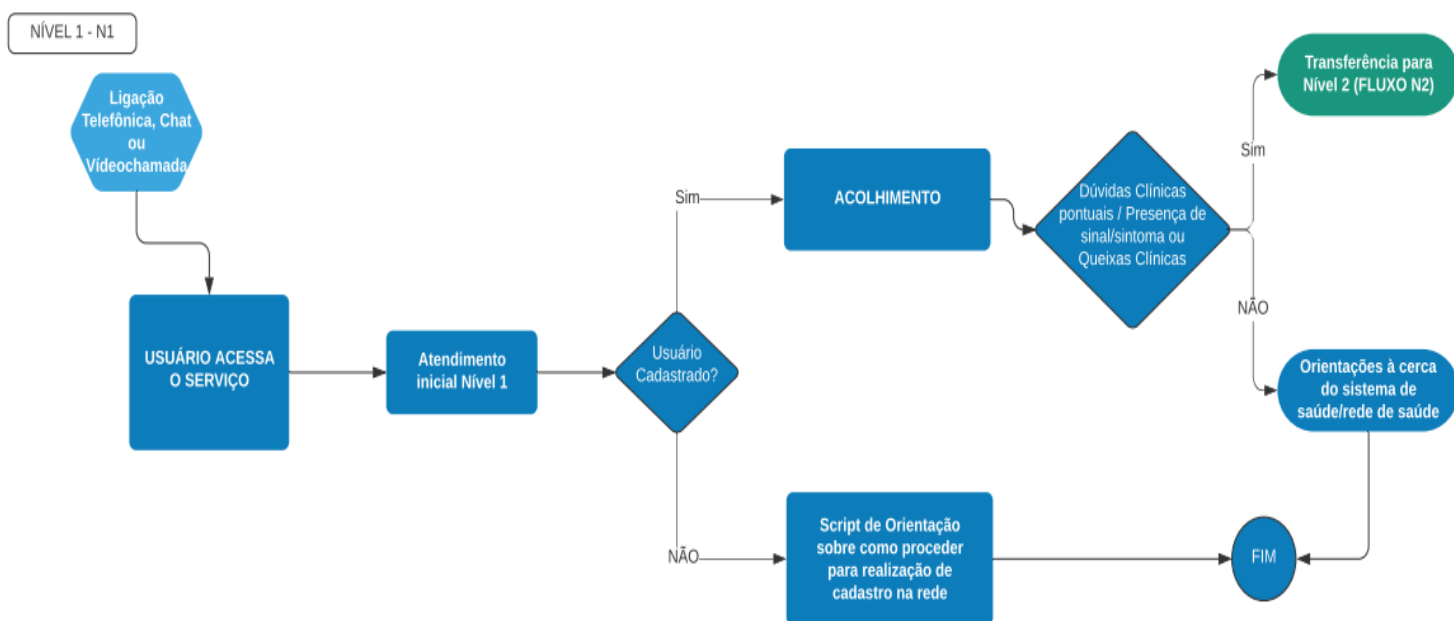 NÍVEL 1 - N1
Ligação
Telefônica, Chat
ou
Vídeochamada
USUÁRIO ACESSA
O SERVIÇO
Atendimento
inicial Nível 1
Usuário
Cadastrado?
Sim
ACOLHIMENTO
Dúvidas Clínicas
pontuais / Presença de
sinal/sintoma ou
Queixas Clínicas
Sim
Transferência para
Nível 2 (FLUXO N2)
NÃO
Orientações à cerca
do sistema de
saúde/rede de saúde
NÃO
Script de Orientação
sobre como proceder
para realização de
cadastro na rede
FIM